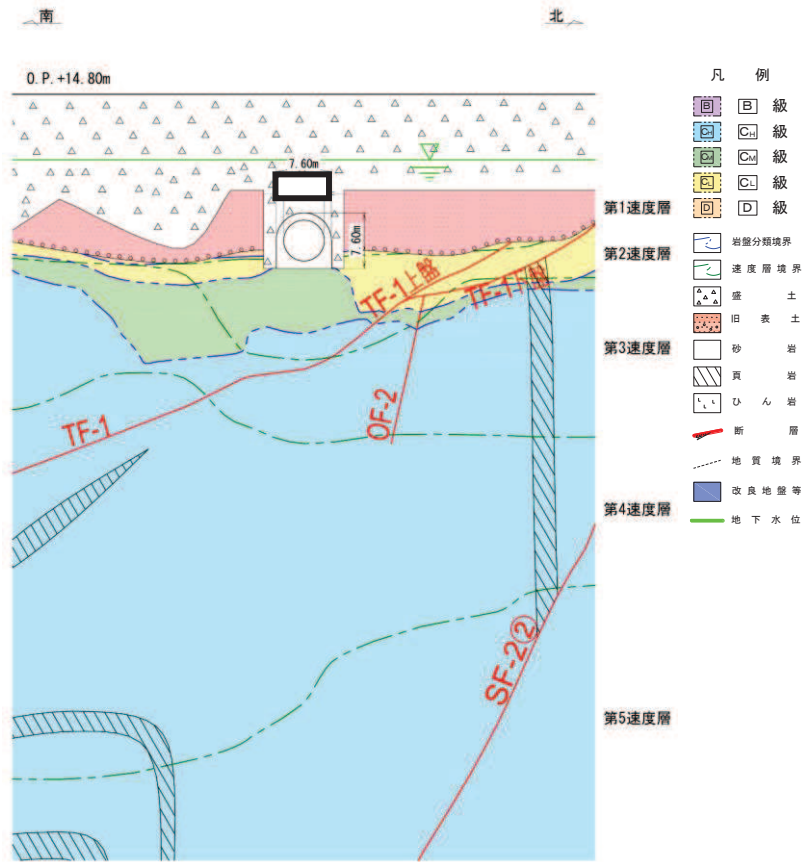 南
北
O.P.+14.80m
7.60m
7.60m
TF-1上盤
TF-1下盤
TF-1
OF-2
SF-2②
第1速度層
第2速度層
第3速度層
第4速度層
第5速度層
凡 例
B B 級
CH CH 級
CM CM 級
CL CL 級
D D 級
岩盤分類境界
速度層境界
盛 土
旧 表 土
砂 岩
頁 岩
ひ ん 岩
断 層
地 質 境 界
改 良 地 盤 等
地 下 水 位